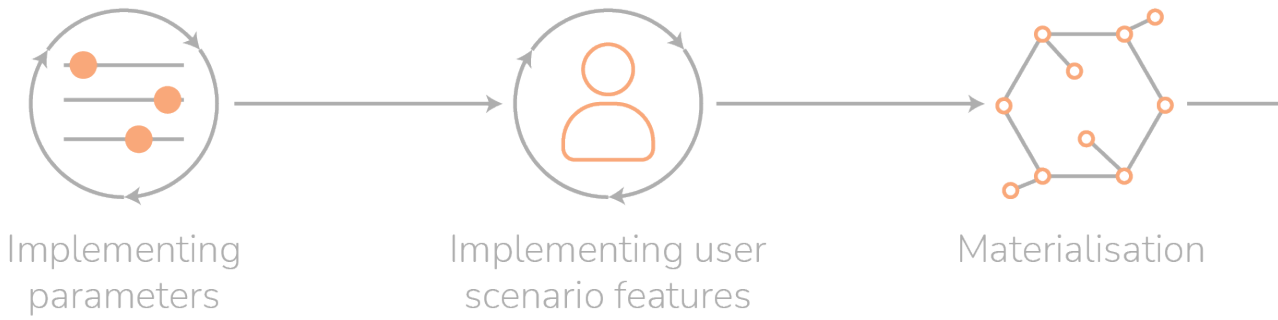 Implementing
parameters
Implementing user
scenario features
Materialisation